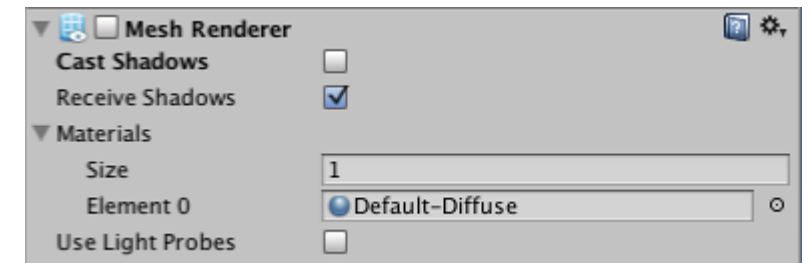 Mesh Renderer
Cast Shadows
Receive Shadows
Materials
Size 1
Element 0 Default-Diffuse
Use Light Probes